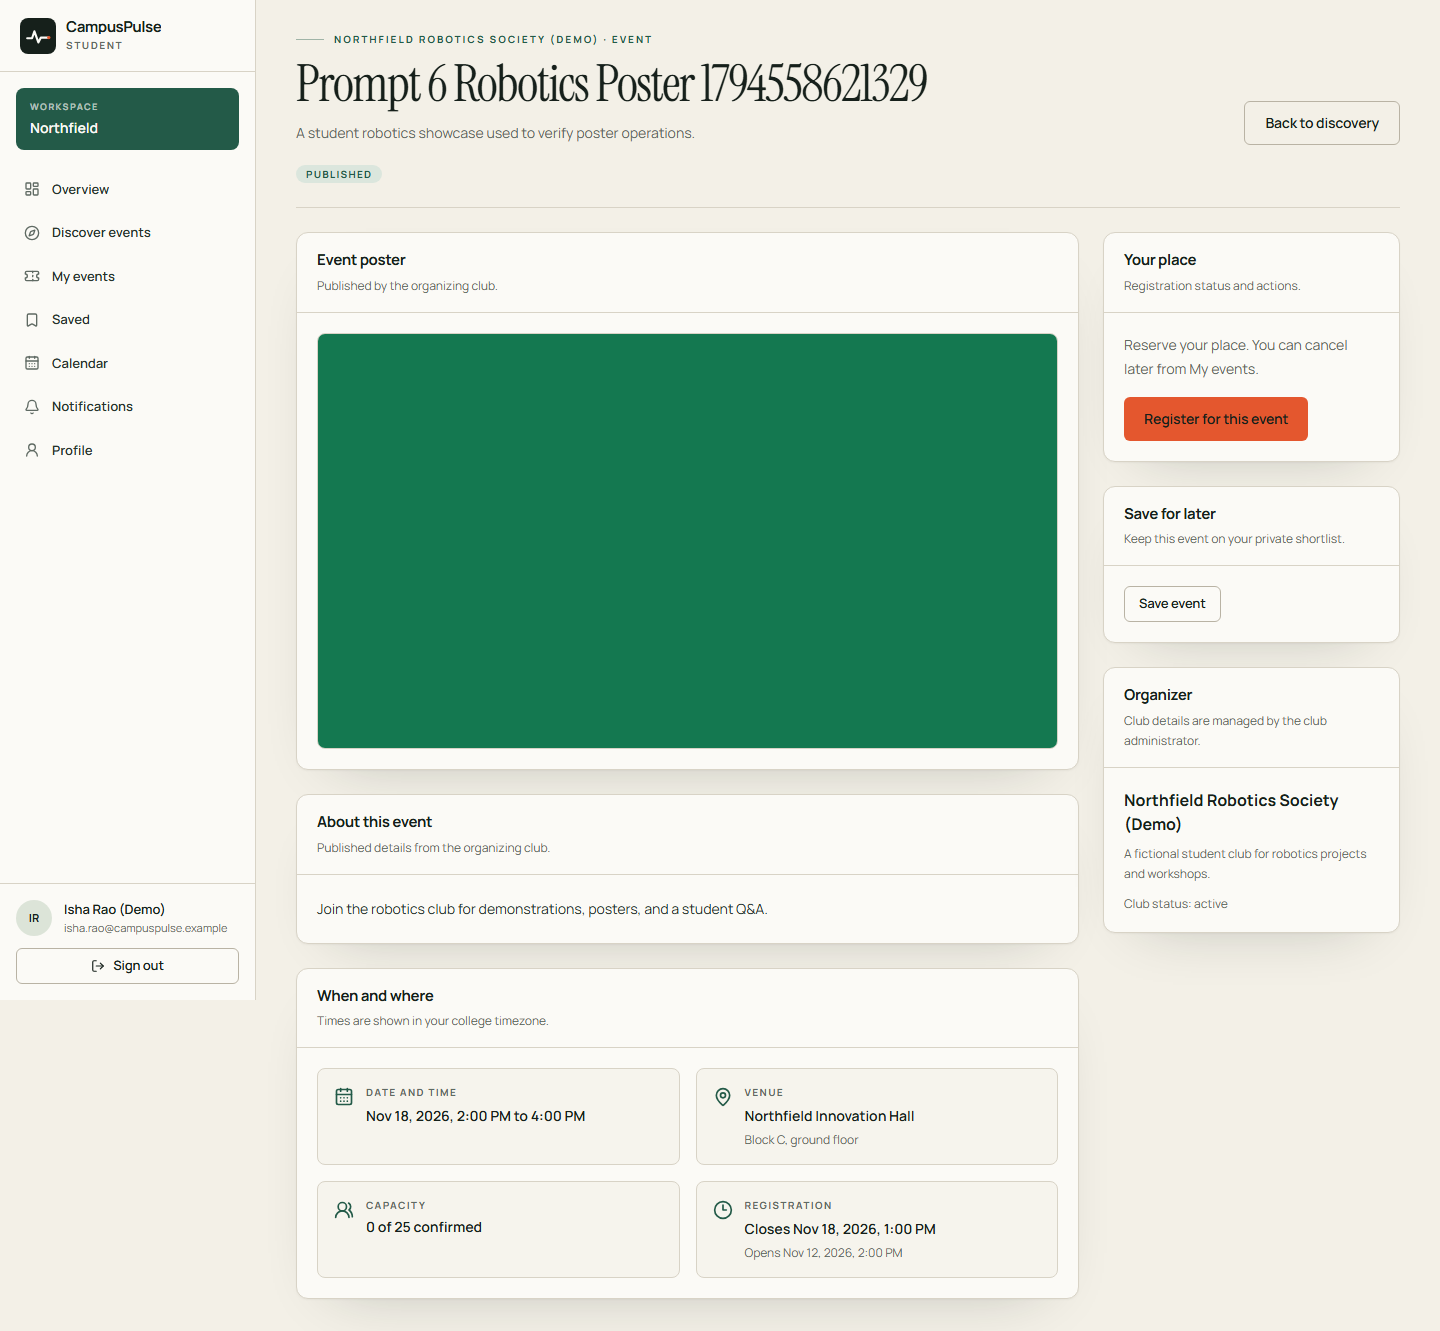 CampusPulse
STUDENT
WORKSPACE
Northfield
Overview
Discover events
My events
Saved
Calendar
Notifications
Profile
IR
Isha Rao (Demo)
isha.rao@campuspulse.example
Sign out
NORTHFIELD ROBOTICS SOCIETY (DEMO) · EVENT
Prompt 6 Robotics Poster 1794558621329
A student robotics showcase used to verify poster operations.
PUBLISHED
Back to discovery
Event poster
Published by the organizing club.
About this event
Published details from the organizing club.
Join the robotics club for demonstrations, posters, and a student Q&A.
When and where
Times are shown in your college timezone.
DATE AND TIME
Nov 18, 2026, 2:00 PM to 4:00 PM
VENUE
Northfield Innovation Hall
Block C, ground floor
CAPACITY
0 of 25 confirmed
REGISTRATION
Closes Nov 18, 2026, 1:00 PM
Opens Nov 12, 2026, 2:00 PM
Your place
Registration status and actions.
Reserve your place. You can cancel
later from My events.
Register for this event
Save for later
Keep this event on your private shortlist.
Save event
Organizer
Club details are managed by the club
administrator.
Northfield Robotics Society
(Demo)
A fictional student club for robotics projects
and workshops.
Club status: active